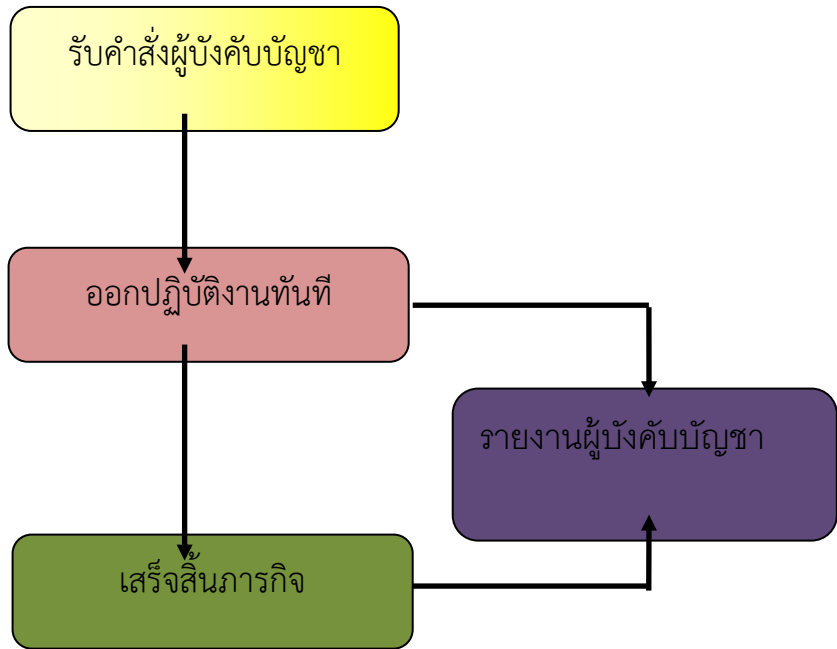 รับคำสั่งผู้บังคับบัญชา
ออกปฏิบัติงานทันที
รายงานผู้บังคับบัญชา
เสร็จสิ้นภารกิจ